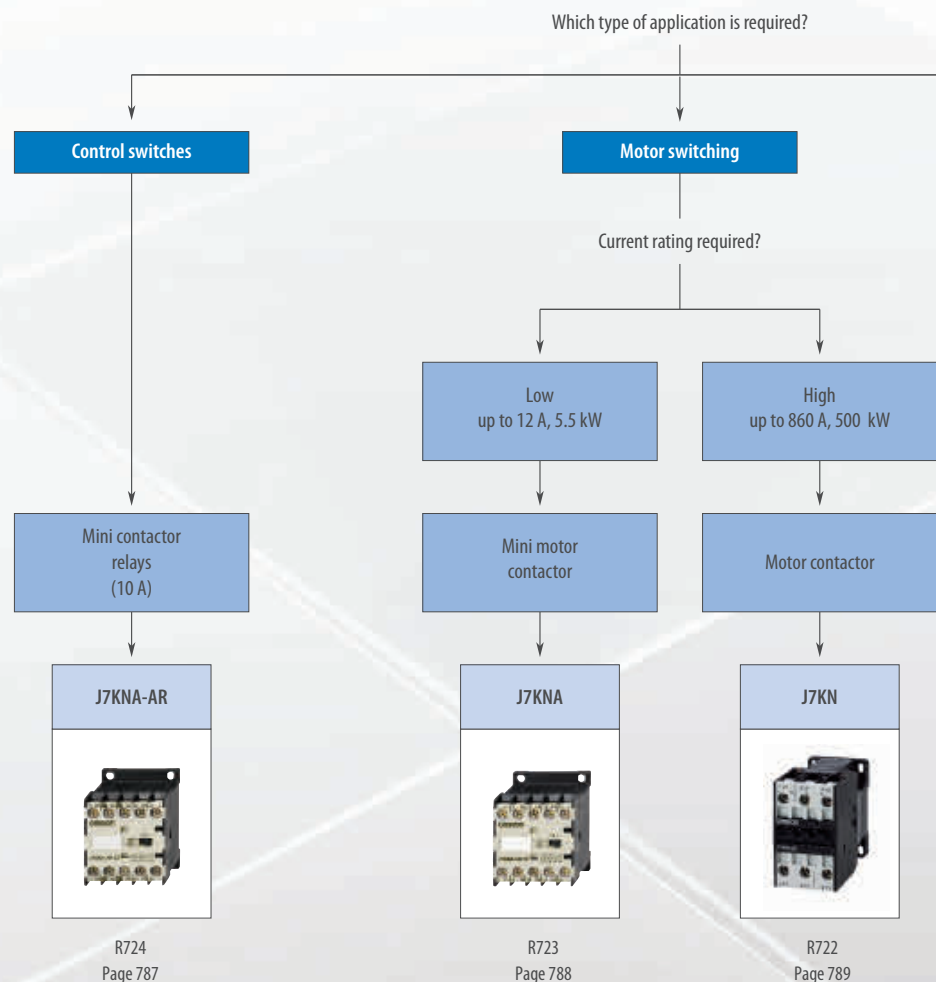 Which type of application is required?
Control switches
Motor switching
Current rating required?
Low
up to 12 A, 5.5 kW
High
up to 860 A, 500 kW
Mini contactor
relays
(10 A)
Mini motor
contactor
Motor contactor
J7KNA-AR
J7KNA
J7KN
R724
Page 787
R723
Page 788
R722
Page 789